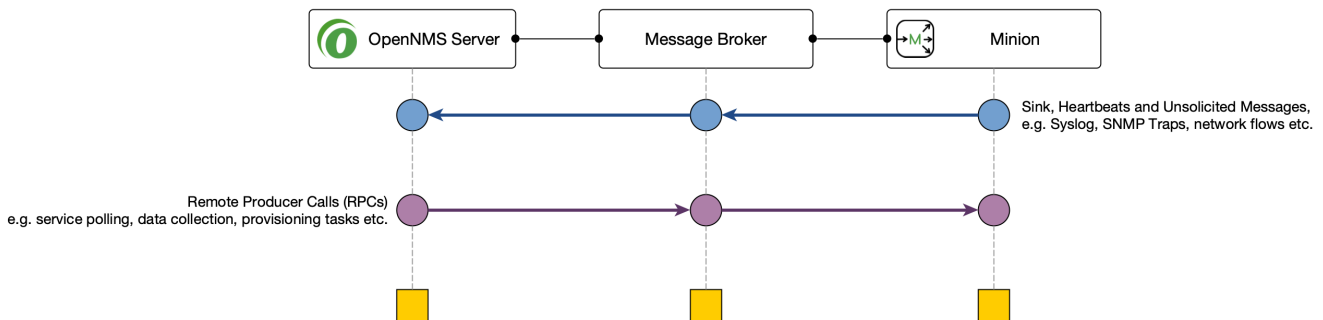 OpenNMS Server
Message Broker
M
Minion
Sink, Heartbeats and Unsolicited Messages,
e.g. Syslog, SNMP Traps, network flows etc.
Remote Producer Calls (RPCs)
e.g. service polling, data collection, provisioning tasks etc.